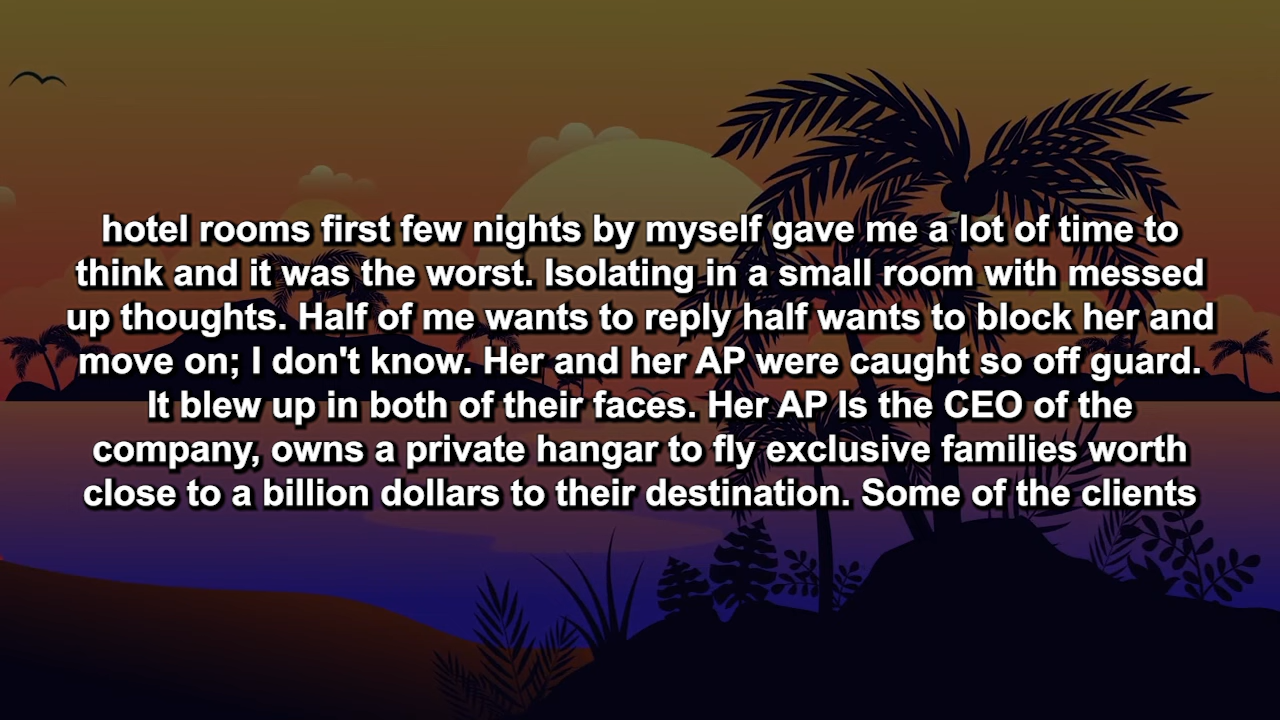 hotel rooms first few nights by myself gave me a lot of time to
think and it was the worst. Isolating in a small room with messed
up thoughts. Half of me wants to reply half wants to block her and
move on; I don't know. Her and her AP were caught so off guard.
It blew up in both of their faces. Her AP Is the CEO of the
company, owns a private hangar to fly exclusive families worth
close to a billion dollars to their destination. Some of the clients